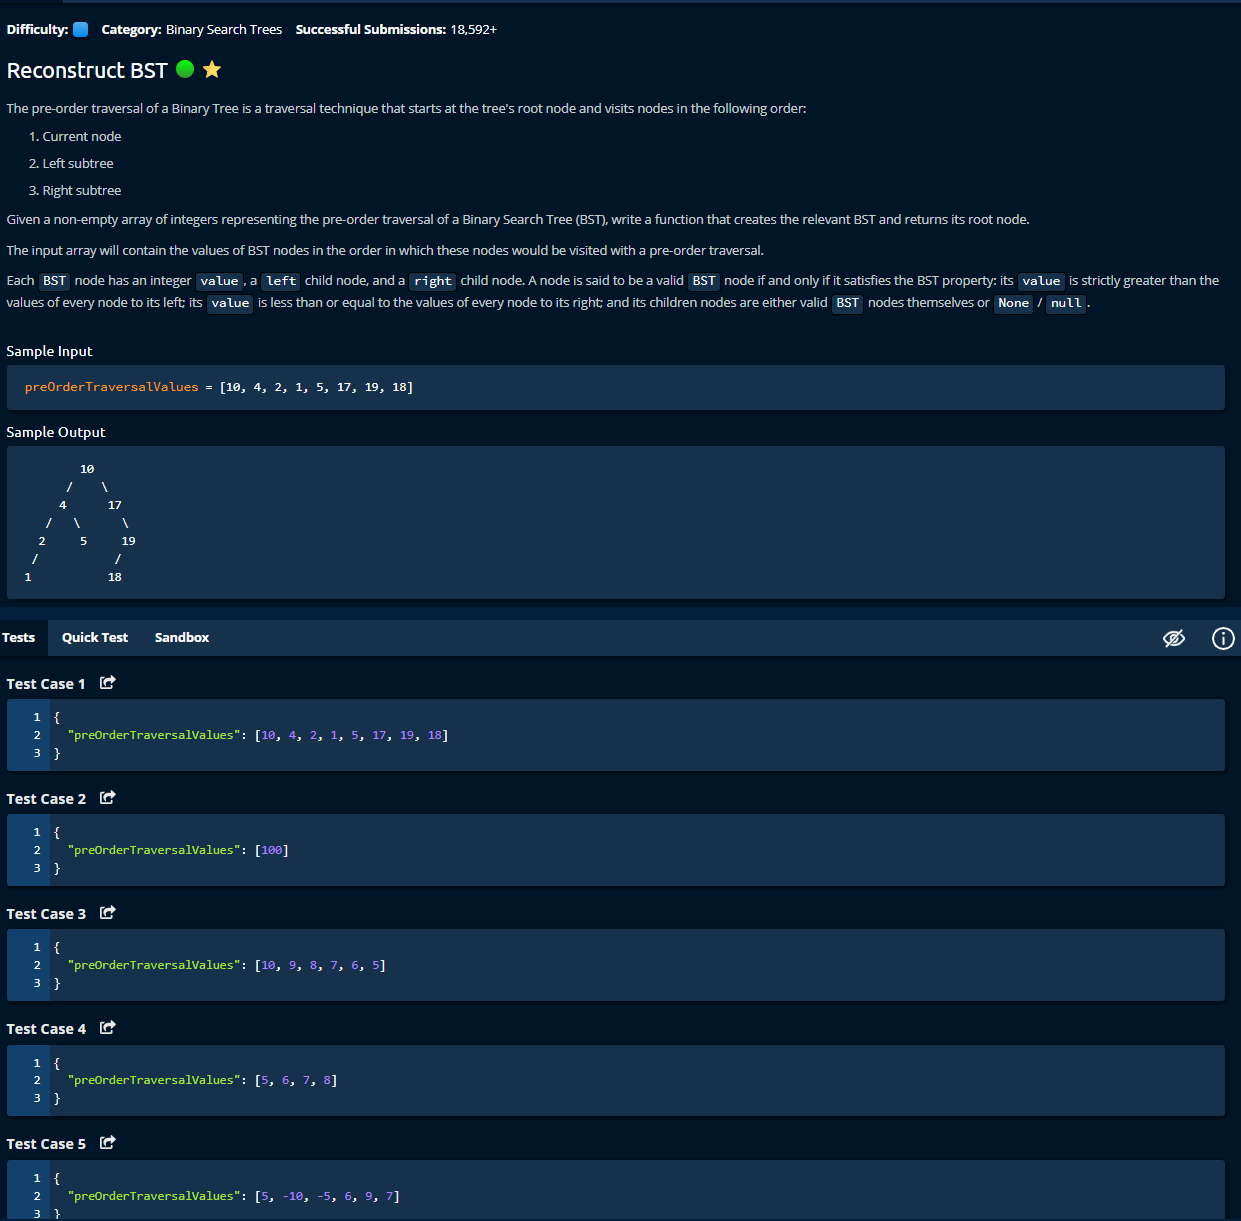 Difficulty: Category: Binary Search Trees Successful Submissions: 18,592+
Reconstruct BST
The pre-order traversal of a Binary Tree is a traversal technique that starts at the tree's root node and visits nodes in the following order:
1. Current node
2. Left subtree
3. Right subtree
Given a non-empty array of integers representing the pre-order traversal of a Binary Search Tree (BST), write a function that creates the relevant BST and returns its root node.
The input array will contain the values of BST nodes in the order in which these nodes would be visited with a pre-order traversal.
Each BST node has an integer value, a left child node, and a right child node. A node is said to be a valid BST node if and only if it satisfies the BST property: its value is strictly greater than the
values of every node to its left; its value is less than or equal to the values of every node to its right; and its children nodes are either valid BST nodes themselves or None / null.
Sample Input
preOrderTraversalValues = [10, 4, 2, 1, 5, 17, 19, 18]
Sample Output
10
/ \
4 17
/ \ \
2 5 19
/ /
1 18
Tests Quick Test Sandbox
Test Case 1
1 {
2 "preOrderTraversalValues": [10, 4, 2, 1, 5, 17, 19, 18]
3 }
Test Case 2
1 {
2 "preOrderTraversalValues": [100]
3 }
Test Case 3
1 {
2 "preOrderTraversalValues": [10, 9, 8, 7, 6, 5]
3 }
Test Case 4
1 {
2 "preOrderTraversalValues": [5, 6, 7, 8]
3 }
Test Case 5
1 {
2 "preOrderTraversalValues": [5, -10, -5, 6, 9, 7]
3 }